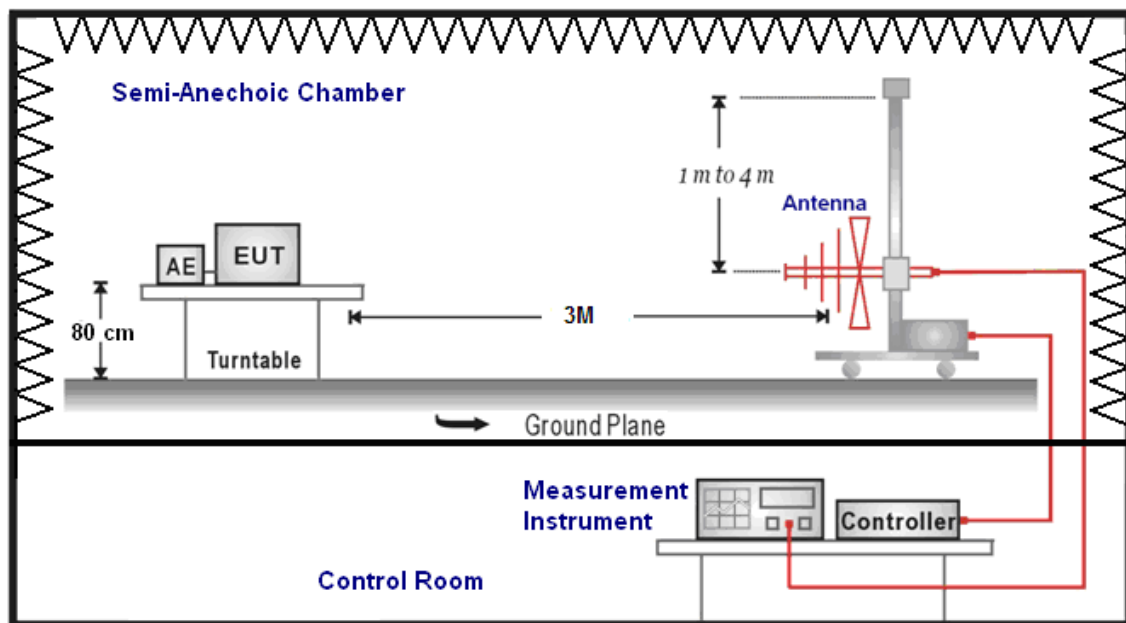 Semi-Anechoic Chamber
1 m to 4 m
Antenna
AE
EUT
80 cm
3M
Turntable
Ground Plane
Measurement
Instrument
Controller
Control Room